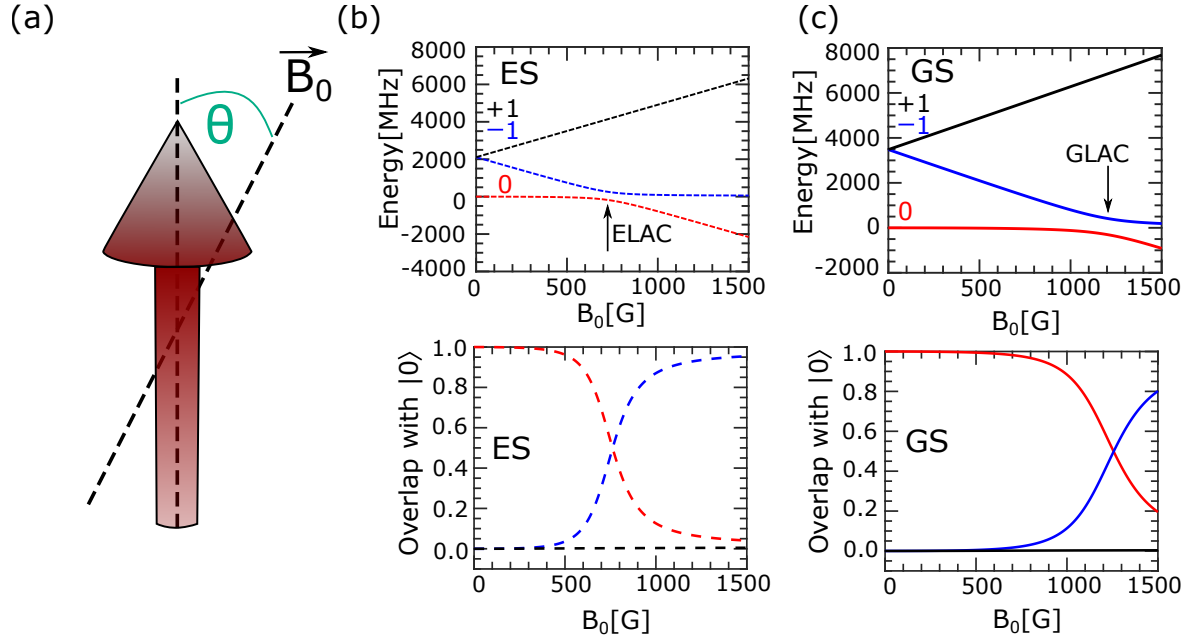 (a)
θ
B₀
(b)
8000
6000
4000
2000
0
-2000
-4000
Energy[MHz]
ES
+1
−1
0
ELAC
0
500
1000
1500
B₀[G]
1.0
0.8
0.6
0.4
0.2
0.0
Overlap with |0⟩
ES
0
500
1000
1500
B₀[G]
(c)
8000
6000
4000
2000
0
-2000
Energy[MHz]
GS
+1
−1
0
GLAC
0
500
1000
1500
B₀[G]
1.0
0.8
0.6
0.4
0.2
0.0
Overlap with |0⟩
GS
0
500
1000
1500
B₀[G]